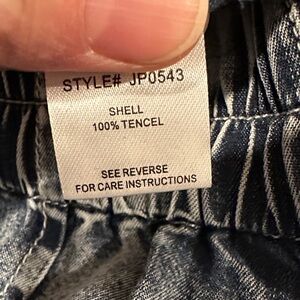 STYLE# JP0543
SHELL
100% TENCEL
SEE REVERSE
FOR CARE INSTRUCTIONS